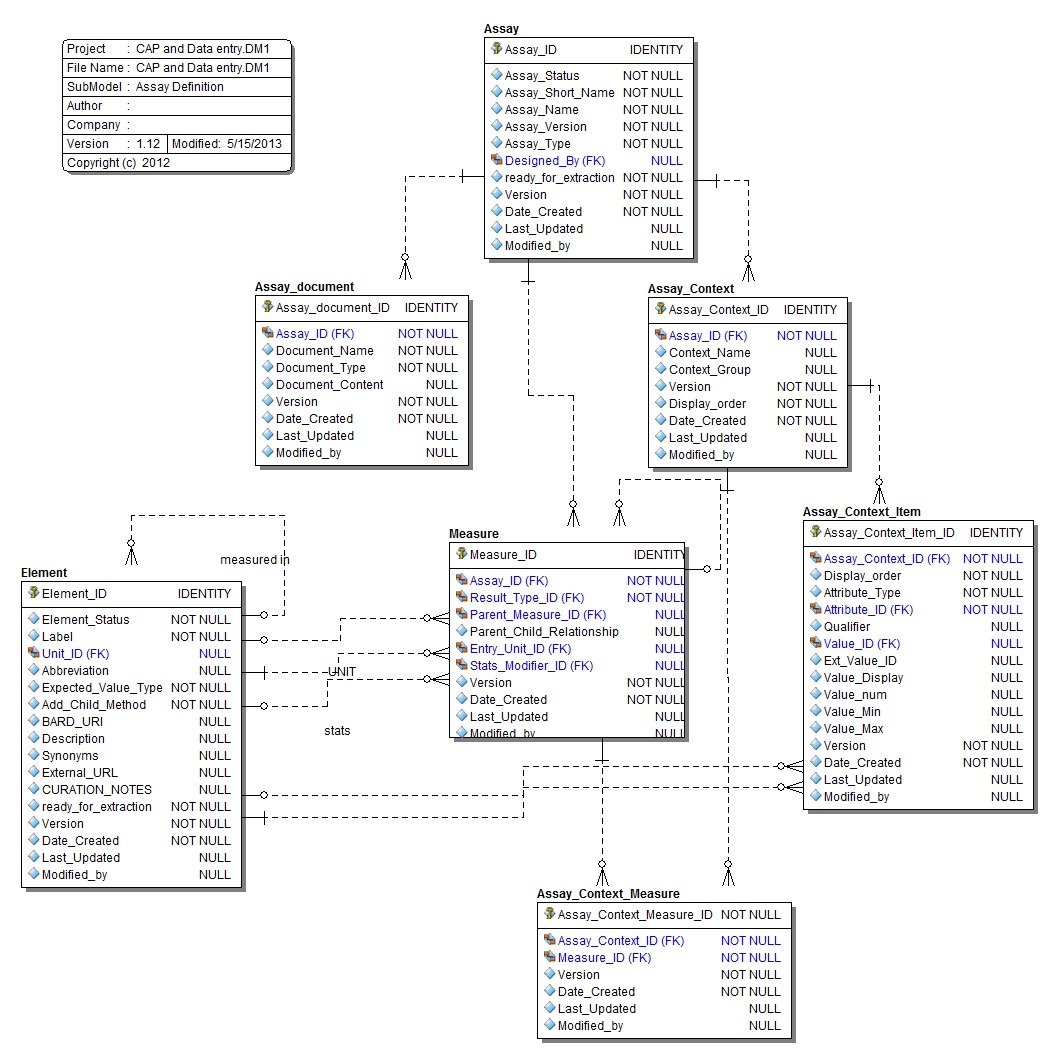 Project : CAP and Data entry.DM1
File Name : CAP and Data entry.DM1
SubModel : Assay Definition
Author :
Company :
Version : 1.12 Modified: 5/15/2013
Copyright (c) 2012
Assay
Assay_ID IDENTITY
Assay_Status NOT NULL
Assay_Short_Name NOT NULL
Assay_Name NOT NULL
Assay_Version NOT NULL
Assay_Type NOT NULL
Designed_By (FK) NULL
ready_for_extraction NOT NULL
Version NOT NULL
Date_Created NOT NULL
Last_Updated NULL
Modified_by NULL
Assay_document
Assay_document_ID IDENTITY
Assay_ID (FK) NOT NULL
Document_Name NOT NULL
Document_Type NOT NULL
Document_Content NULL
Version NOT NULL
Date_Created NOT NULL
Last_Updated NULL
Modified_by NULL
Assay_Context
Assay_Context_ID IDENTITY
Assay_ID (FK) NOT NULL
Context_Name NULL
Context_Group NULL
Version NOT NULL
Display_order NOT NULL
Date_Created NOT NULL
Last_Updated NULL
Modified_by NULL
Assay_Context_Item
Assay_Context_Item_ID IDENTITY
Assay_Context_ID (FK) NOT NULL
Display_order NOT NULL
Attribute_Type NOT NULL
Attribute_ID (FK) NOT NULL
Qualifier NULL
Value_ID (FK) NULL
Ext_Value_ID NULL
Value_Display NULL
Value_num NULL
Value_Min NULL
Value_Max NULL
Version NOT NULL
Date_Created NOT NULL
Last_Updated NULL
Modified_by NULL
Measure
Measure_ID IDENTITY
Assay_ID (FK) NOT NULL
Result_Type_ID (FK) NOT NULL
Parent_Measure_ID (FK) NULL
Parent_Child_Relationship NULL
Entry_Unit_ID (FK) NULL
Stats_Modifier_ID (FK) NULL
Version NOT NULL
Date_Created NOT NULL
Last_Updated NULL
Modified_by NULL
measured in
UNIT
stats
Element
Element_ID IDENTITY
Element_Status NOT NULL
Label NOT NULL
Unit_ID (FK) NULL
Abbreviation NULL
Expected_Value_Type NOT NULL
Add_Child_Method NOT NULL
BARD_URI NULL
Description NULL
Synonyms NULL
External_URL NULL
CURATION_NOTES NULL
ready_for_extraction NOT NULL
Version NOT NULL
Date_Created NOT NULL
Last_Updated NULL
Modified_by NULL
Assay_Context_Measure
Assay_Context_Measure_ID NOT NULL
Assay_Context_ID (FK) NOT NULL
Measure_ID (FK) NOT NULL
Version NOT NULL
Date_Created NOT NULL
Last_Updated NULL
Modified_by NULL